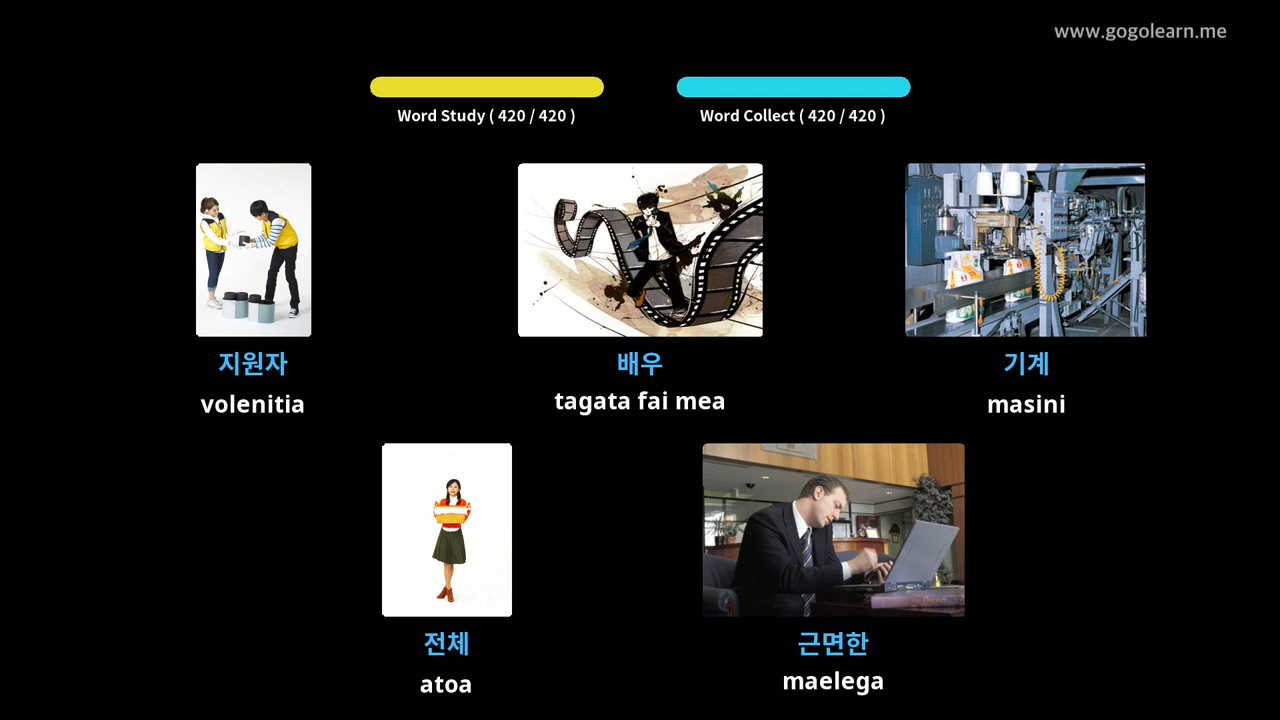 www.gogolearn.me
Word Study ( 420 / 420 )
Word Collect ( 420 / 420 )
지원자
volenitia
배우
tagata fai mea
기계
masini
전체
atoa
근면한
maelega